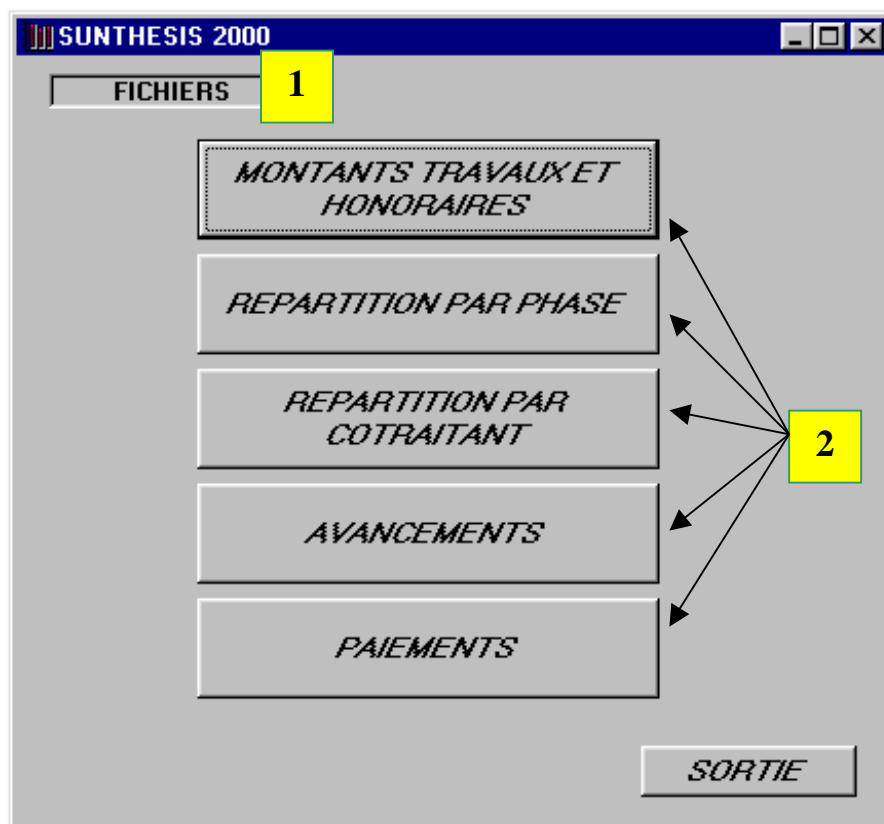 SUNTHESIS 2000
FICHIERS
1
MONTANTS TRAVAUX ET
HONORAIRES
REPARTITION PAR PHASE
REPARTITION PAR
COTRAITANT
2
AVANCEMENTS
PAIEMENTS
SORTIE